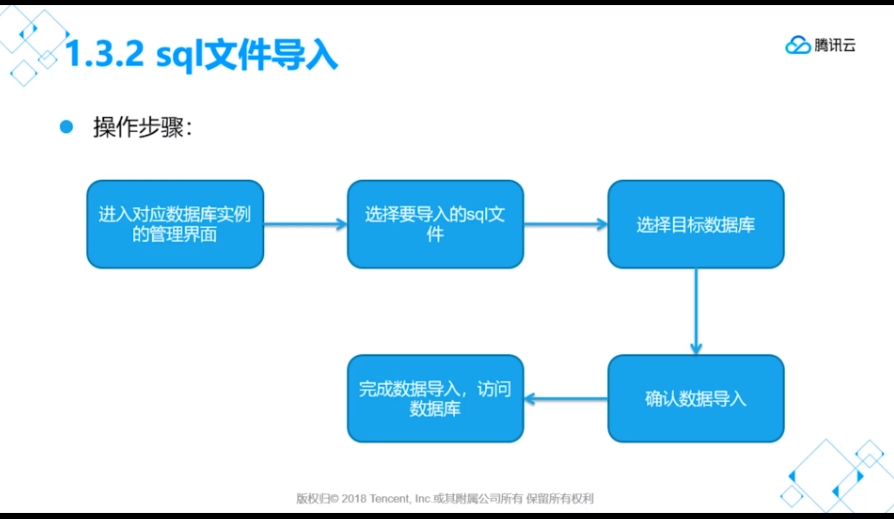 1.3.2 sql文件导入
腾讯云
操作步骤：
进入对应数据库实例
的管理界面
选择要导入的sql文
件
选择目标数据库
完成数据导入，访问
数据库
确认数据导入
版权归© 2018 Tencent, Inc.或其附属公司所有 保留所有权利